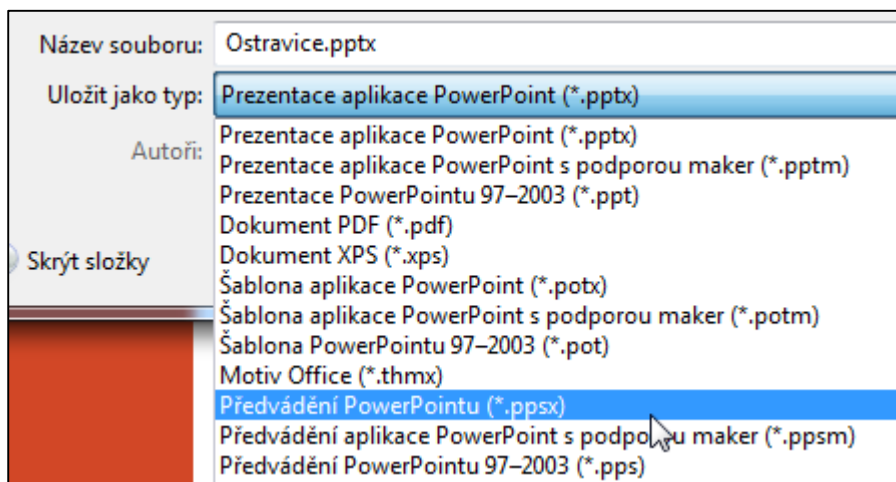 Název souboru: Ostravice.pptx
Uložit jako typ: Prezentace aplikace PowerPoint (*.pptx)
Autoři:
Prezentace aplikace PowerPoint (*.pptx)
Prezentace aplikace PowerPoint s podporou maker (*.pptm)
Prezentace PowerPointu 97–2003 (*.ppt)
Dokument PDF (*.pdf)
Dokument XPS (*.xps)
Skrýt složky
Šablona aplikace PowerPoint (*.potx)
Šablona aplikace PowerPoint s podporou maker (*.potm)
Šablona PowerPointu 97–2003 (*.pot)
Motiv Office (*.thmx)
Předvádění PowerPointu (*.ppsx)
Předvádění aplikace PowerPoint s podporou maker (*.ppsm)
Předvádění PowerPointu 97–2003 (*.pps)